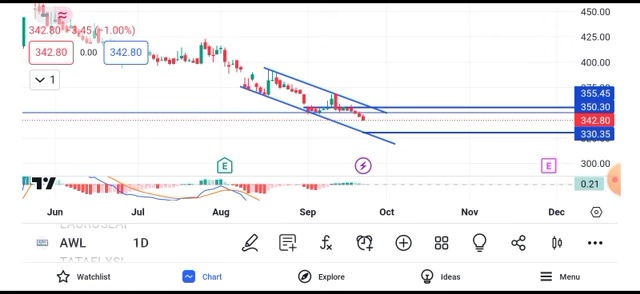 450.00
342.80 −3.45 (−1.00%)
425.00
342.80 0.00 342.80
400.00
1
355.45
350.30
342.80
330.35
300.00
E
E
0.21
Jun Jul Aug Sep Oct Nov Dec
AWL 1D
Watchlist Chart Explore Ideas Menu